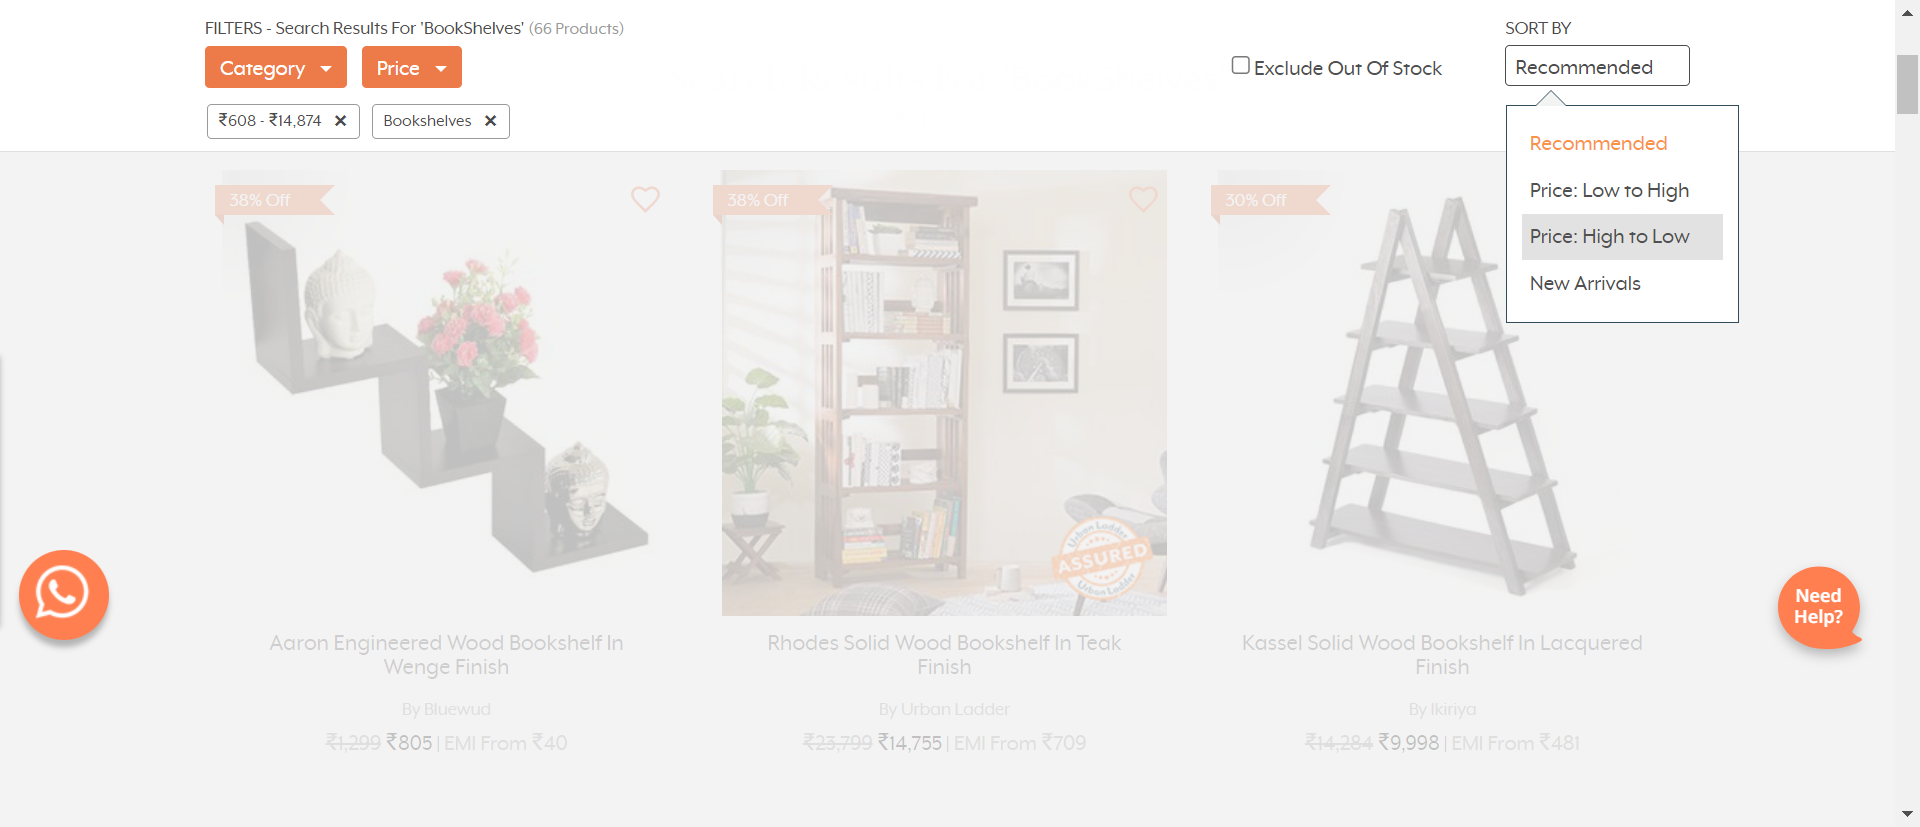 FILTERS - Search Results For 'BookShelves' (66 Products)
SORT BY
Category
Price
Exclude Out Of Stock
Recommended
₹608 - ₹14,874 ✕
Bookshelves ✕
Recommended
Price: Low to High
Price: High to Low
New Arrivals
38% Off
38% Off
30% Off
Urban Ladder
ASSURED
Urban Ladder
Need
Help?
Aaron Engineered Wood Bookshelf In
Wenge Finish
By Bluewud
₹1,299 ₹805 | EMI From ₹40
Rhodes Solid Wood Bookshelf In Teak
Finish
By Urban Ladder
₹23,799 ₹14,755 | EMI From ₹709
Kassel Solid Wood Bookshelf In Lacquered
Finish
By Ikiriya
₹14,284 ₹9,998 | EMI From ₹481